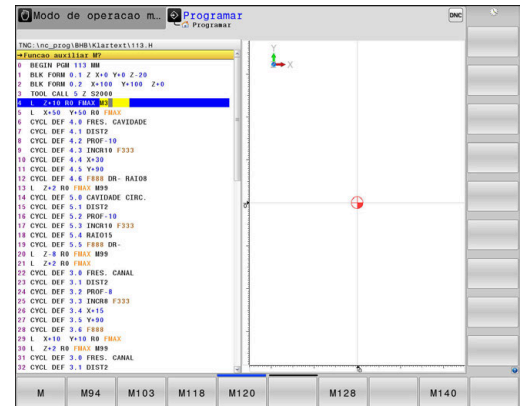 Modo de operacao m...
Programar
Programar
DNC
TNC:\nc_prog\BHB\Klartext\113.H
→Funcao auxiliar M?
0 BEGIN PGM 113 MM
1 BLK FORM 0.1 Z X+0 Y+0 Z-20
2 BLK FORM 0.2 X+100 Y+100 Z+0
3 TOOL CALL 5 Z S2000
4 L Z+10 R0 FMAX M3
5 L X+50 Y+50 R0 FMAX
6 CYCL DEF 4.0 FRES. CAVIDADE
7 CYCL DEF 4.1 DIST2
8 CYCL DEF 4.2 PROF-10
9 CYCL DEF 4.3 INCR10 F333
10 CYCL DEF 4.4 X+30
11 CYCL DEF 4.5 Y+90
12 CYCL DEF 4.6 F888 DR- RAIO8
13 L Z+2 R0 FMAX M99
14 CYCL DEF 5.0 CAVIDADE CIRC.
15 CYCL DEF 5.1 DIST2
16 CYCL DEF 5.2 PROF-10
17 CYCL DEF 5.3 INCR10 F333
18 CYCL DEF 5.4 RAIO15
19 CYCL DEF 5.5 F888 DR-
20 L Z-8 R0 FMAX M99
21 L Z+2 R0 FMAX
22 CYCL DEF 3.0 FRES. CANAL
23 CYCL DEF 3.1 DIST2
24 CYCL DEF 3.2 PROF-8
25 CYCL DEF 3.3 INCR8 F333
26 CYCL DEF 3.4 X+15
27 CYCL DEF 3.5 Y+90
28 CYCL DEF 3.6 F888
29 L X+10 Y+10 R0 FMAX
30 L Z+2 R0 FMAX M99
31 CYCL DEF 3.0 FRES. CANAL
32 CYCL DEF 3.1 DIST2
Y
X
M M94 M103 M118 M120 M128 M140